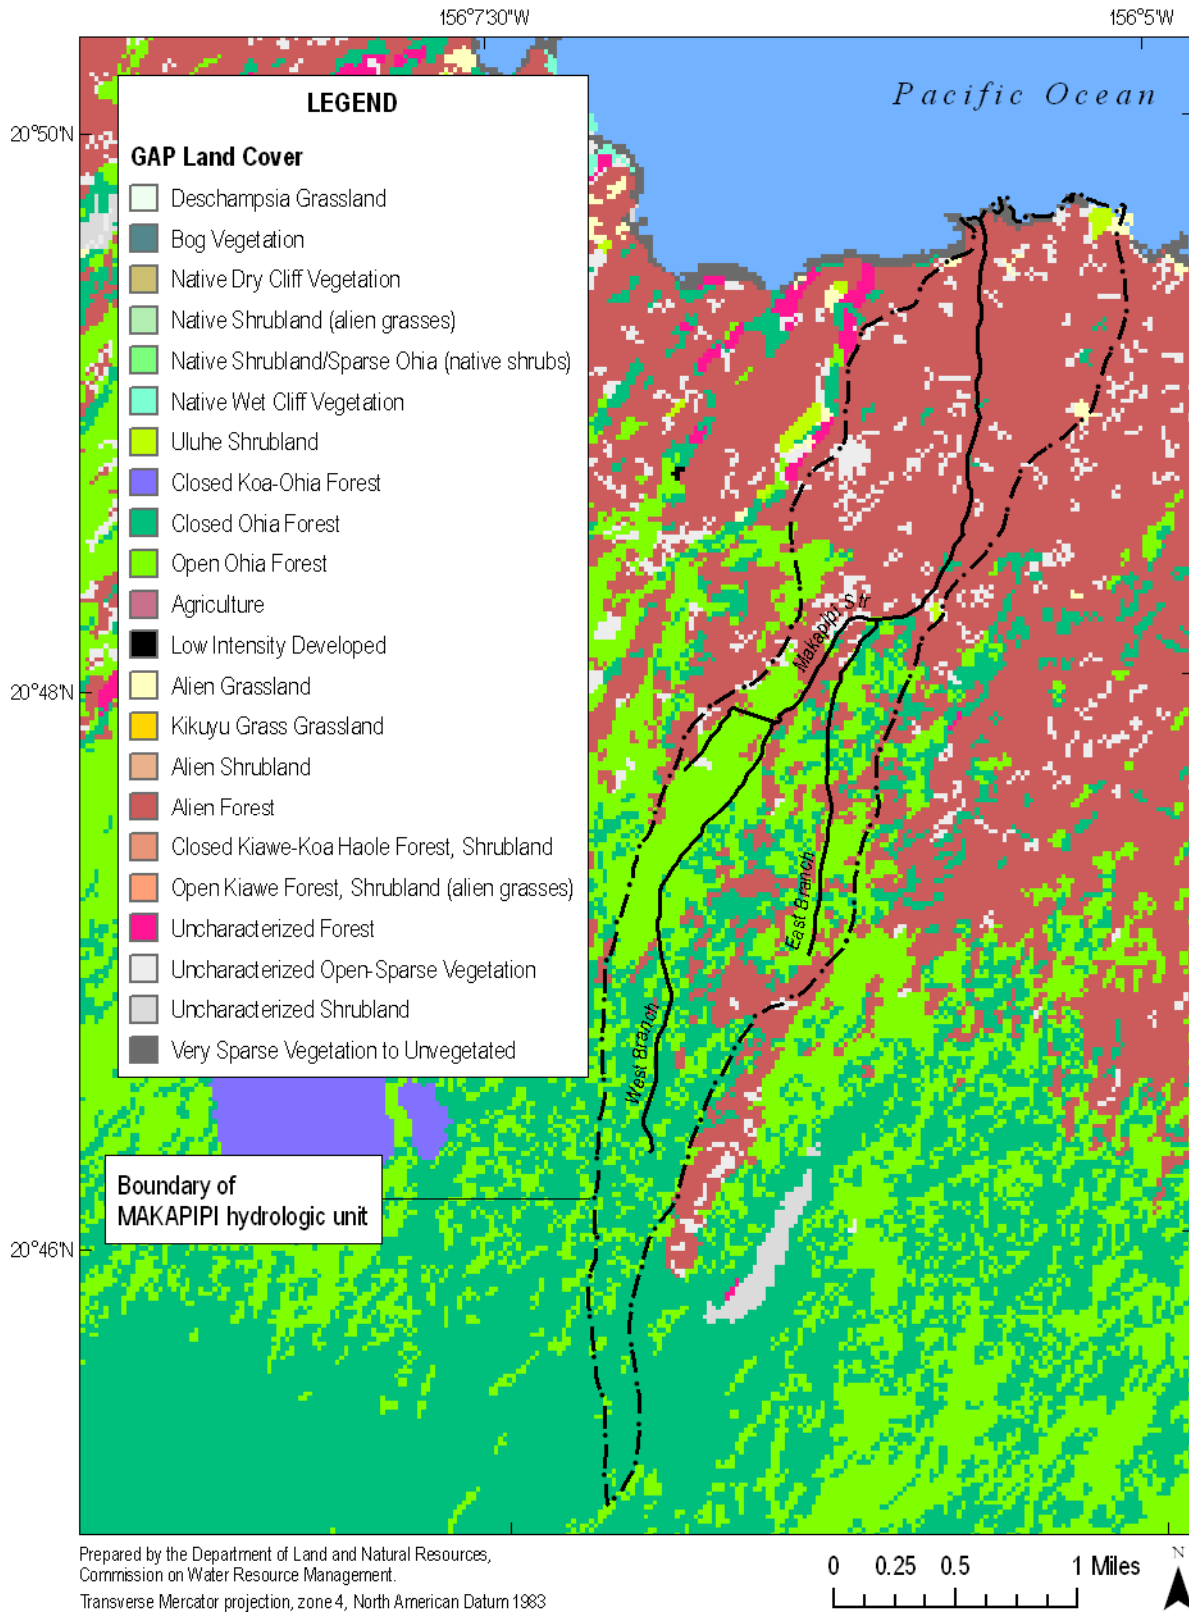 156°7'30"W
156°5'W
Pacific Ocean
20°50'N
LEGEND
GAP Land Cover
Deschampsia Grassland
Bog Vegetation
Native Dry Cliff Vegetation
Native Shrubland (alien grasses)
Native Shrubland/Sparse Ohia (native shrubs)
Native Wet Cliff Vegetation
Uluhe Shrubland
Closed Koa-Ohia Forest
Closed Ohia Forest
Open Ohia Forest
Agriculture
Low Intensity Developed
Alien Grassland
Kikuyu Grass Grassland
Alien Shrubland
Alien Forest
Closed Kiawe-Koa Haole Forest, Shrubland
Open Kiawe Forest, Shrubland (alien grasses)
Uncharacterized Forest
Uncharacterized Open-Sparse Vegetation
Uncharacterized Shrubland
Very Sparse Vegetation to Unvegetated
Makapipi Str
20°48'N
East Branch
West Branch
Boundary of
MAKAPIPI hydrologic unit
20°46'N
Prepared by the Department of Land and Natural Resources,
Commission on Water Resource Management.
Transverse Mercator projection, zone 4, North American Datum 1983
0 0.25 0.5 1 Miles
N